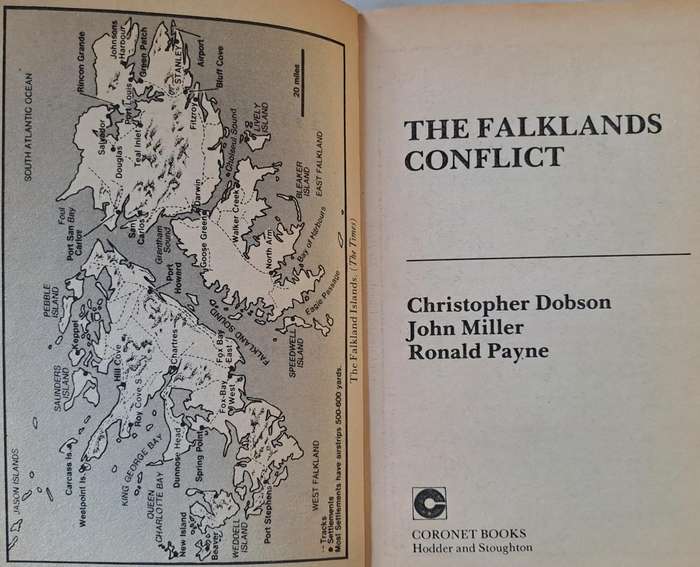 SOUTH ATLANTIC OCEAN
JASON ISLANDS
Carcass Is.
Westpoint Is.
SAUNDERS
ISLAND
PEBBLE
ISLAND
Keppel
Hill Cove
Roy Cove S.
KING GEORGE BAY
QUEEN
CHARLOTTE BAY
New Island
Beaver
WEDDELL
ISLAND
Port Stephens
Dunnose Head
Spring Point
Chartres
Fox-Bay
West
Fox Bay
East
Port
Howard
FALKLAND SOUND
WEST FALKLAND
Port San
Carlos
Foul
Bay
San
Carlos
Grantham
Sound
Salvador
Douglas
Teal Inlet
Port Louis
Rincon Grande
Johnsons
Harbour
Green Patch
STANLEY
Airport
Bluff Cove
Fitzroy
Darwin
Goose Green
Choiseul Sound
LIVELY
ISLAND
Walker Creek
BLEAKER
ISLAND
North Arm
Bay of Harbours
Eagle Passage
SPEEDWELL
ISLAND
EAST FALKLAND
20 miles
Tracks
Settlements
Most Settlements have airstrips 500-600 yards.
The Falkland Islands. (The Times)
THE FALKLANDS
CONFLICT
Christopher Dobson
John Miller
Ronald Payne
CORONET BOOKS
Hodder and Stoughton